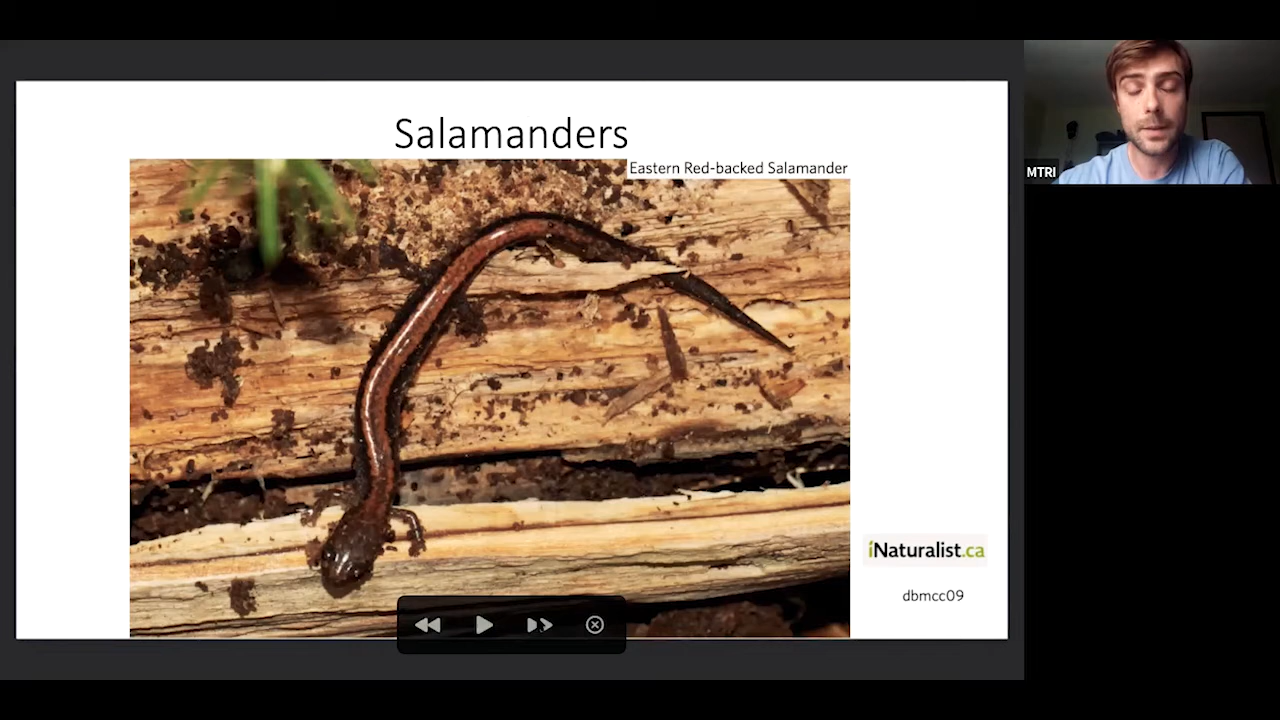 Salamanders
Eastern Red-backed Salamander
MTRI
iNaturalist.ca
dbmcc09